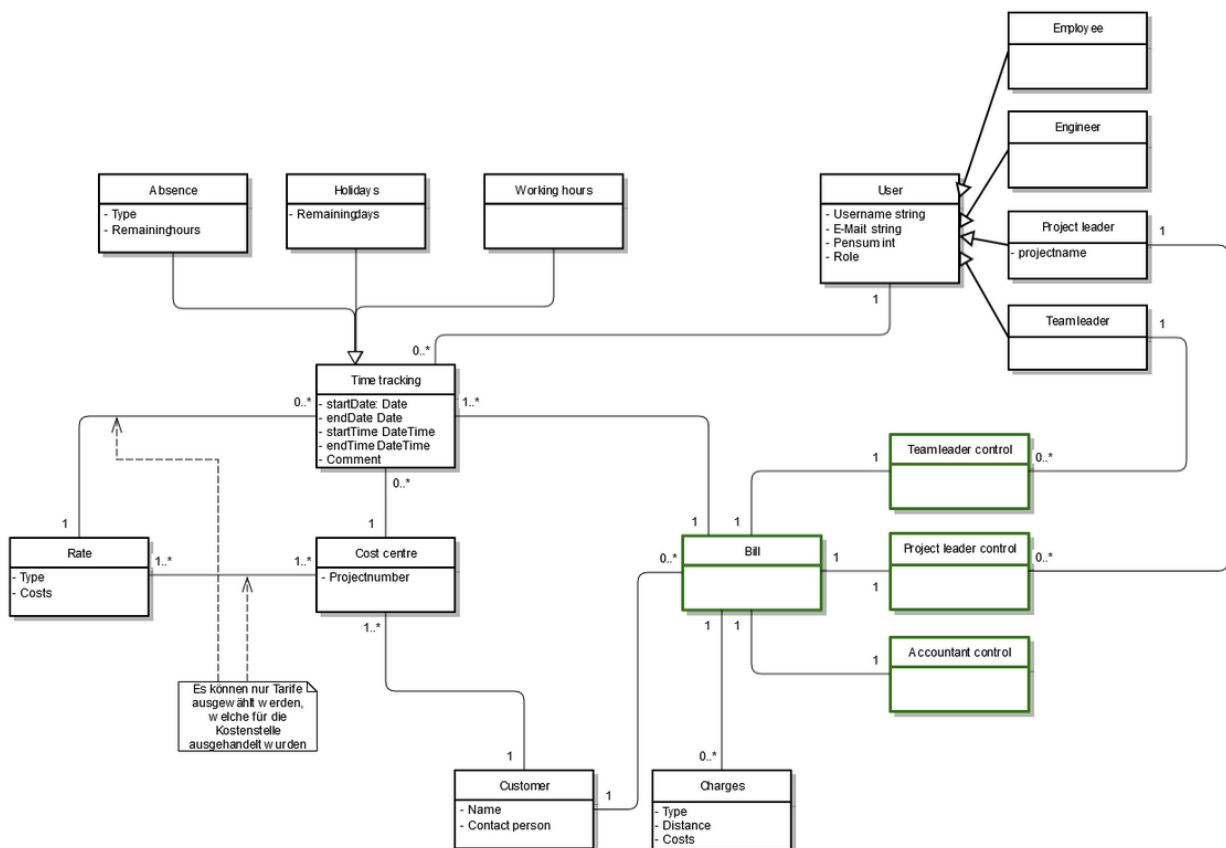 Employee
Engineer
Absence
- Type
- Remaininghours
Holidays
- Remainingdays
Working hours
User
- Username string
- E-Mait string
- Pensum int
- Role
Project leader
- projectname
1
Teamleader
1
1
0..*
Time tracking
- startDate: Date
- endDate Date
- startTime DateTime
- endTime DateTime
- Comment
0..*
1..*
0..*
1
1
Teamleader control
1
0..*
1
1
Rate
- Type
- Costs
1..*
1..*
Cost centre
- Projectnumber
1..*
Bill
0..*
1
1
1
Project leader control
1
0..*
Accountant control
1
Es können nur Tarife
ausgewählt werden,
welche für die
Kostenstelle
ausgehandelt wurden
1
Customer
- Name
- Contact person
1
0..*
Charges
- Type
- Distance
- Costs